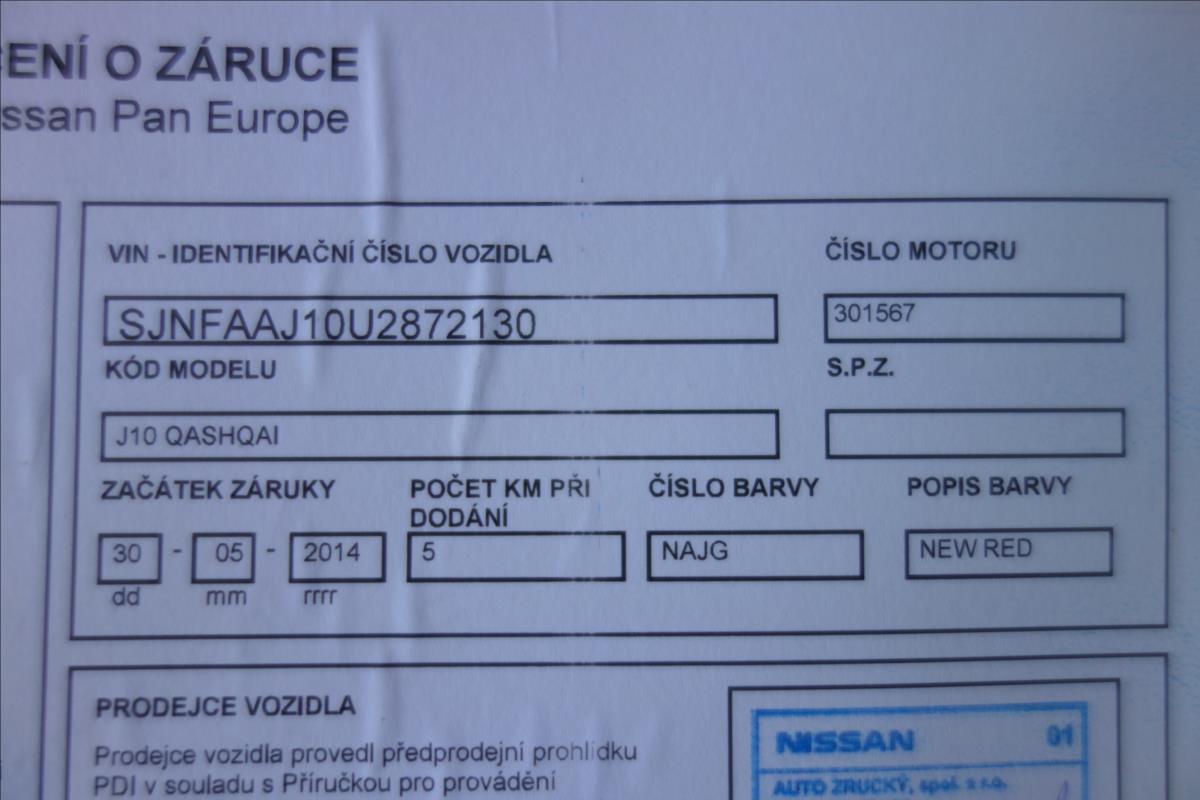 ENÍ O ZÁRUCE
ssan Pan Europe
VIN - IDENTIFIKAČNÍ ČÍSLO VOZIDLA
ČÍSLO MOTORU
SJNFAAJ10U2872130
301567
KÓD MODELU
S.P.Z.
J10 QASHQAI
ZAČÁTEK ZÁRUKY
POČET KM PŘI
DODÁNÍ
ČÍSLO BARVY
POPIS BARVY
30 - 05 - 2014
5
NAJG
NEW RED
dd mm rrrr
PRODEJCE VOZIDLA
Prodejce vozidla provedl předprodejní prohlidku
PDI v souladu s Příručkou pro provádění
NISSAN 01
AUTO ZRUCKÝ, spol. s r.o.